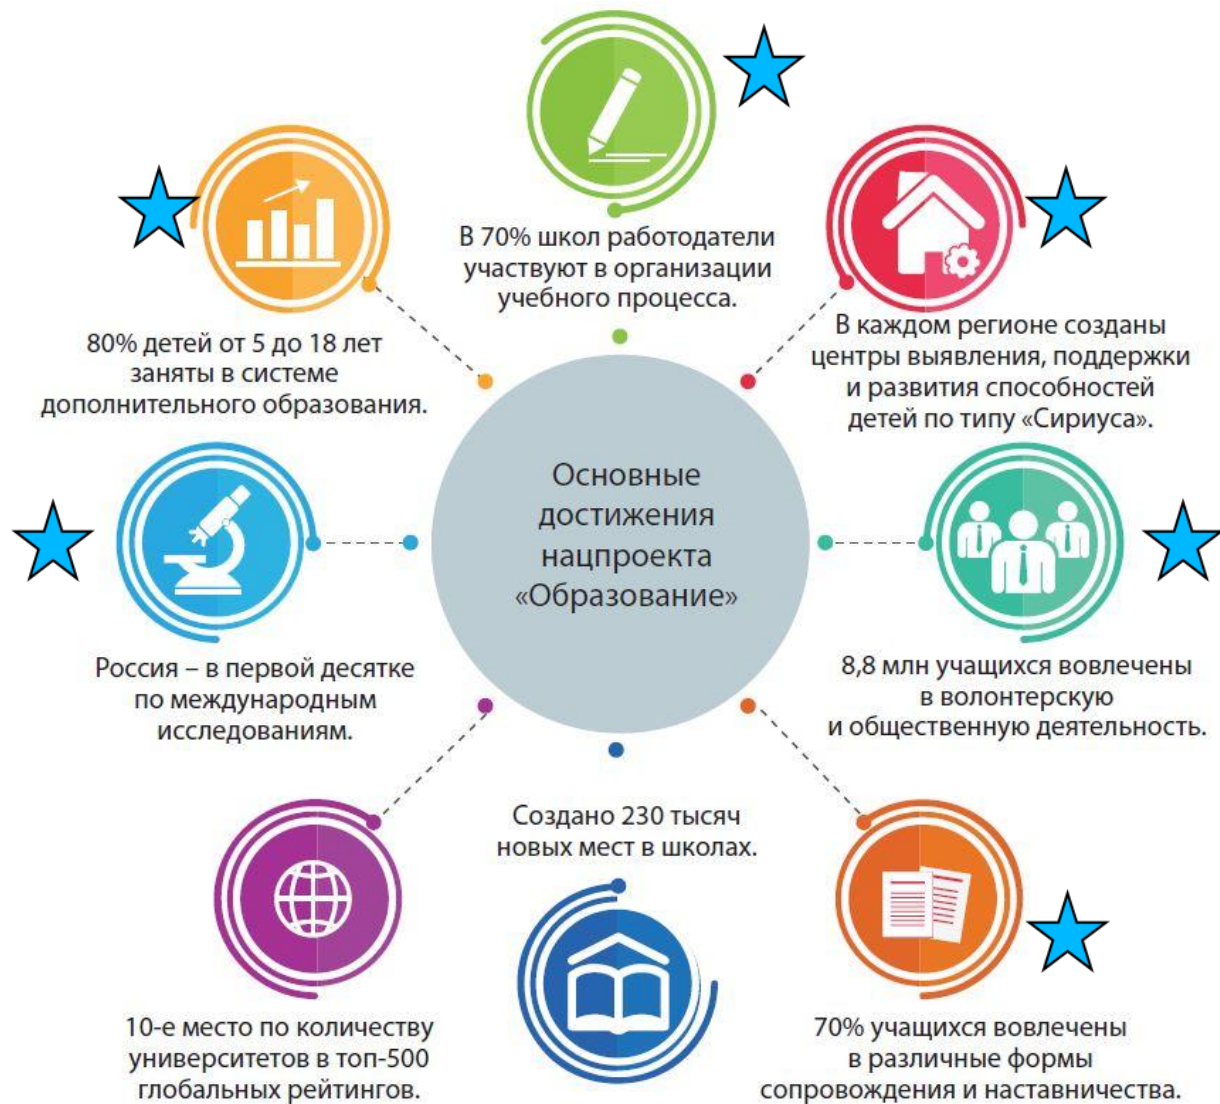 В 70% школ работодатели
участвуют в организации
учебного процесса.
80% детей от 5 до 18 лет
заняты в системе
дополнительного образования.
В каждом регионе созданы
центры выявления, поддержки
и развития способностей
детей по типу «Сириуса».
Основные
достижения
нацпроекта
«Образование»
Россия – в первой десятке
по международным
исследованиям.
8,8 млн учащихся вовлечены
в волонтерскую
и общественную деятельность.
Создано 230 тысяч
новых мест в школах.
10-е место по количеству
университетов в топ-500
глобальных рейтингов.
70% учащихся вовлечены
в различные формы
сопровождения и наставничества.